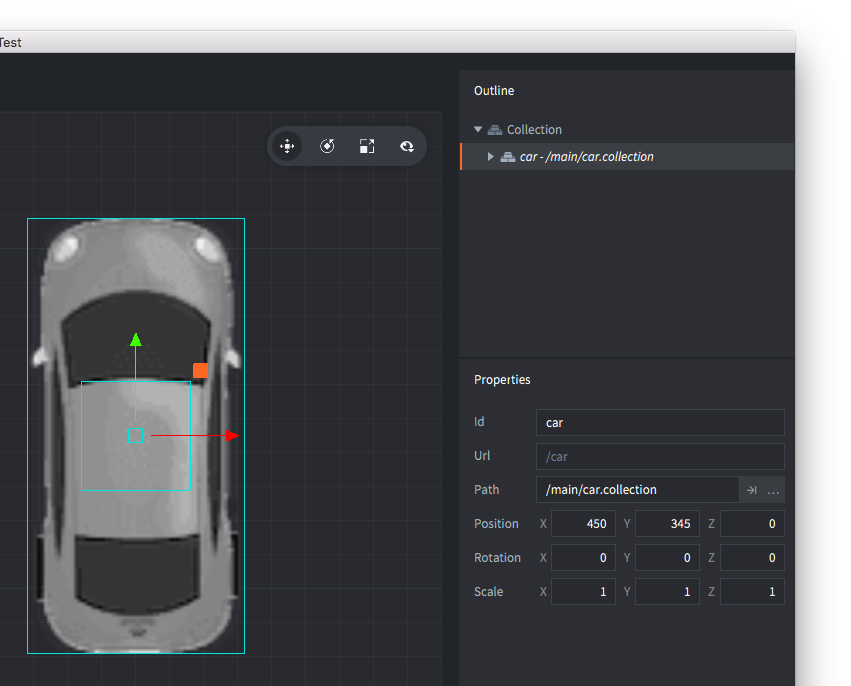 Test
Outline
Collection
car - /main/car.collection
Properties
Id car
Url /car
Path /main/car.collection ...
Position X 450 Y 345 Z 0
Rotation X 0 Y 0 Z 0
Scale X 1 Y 1 Z 1